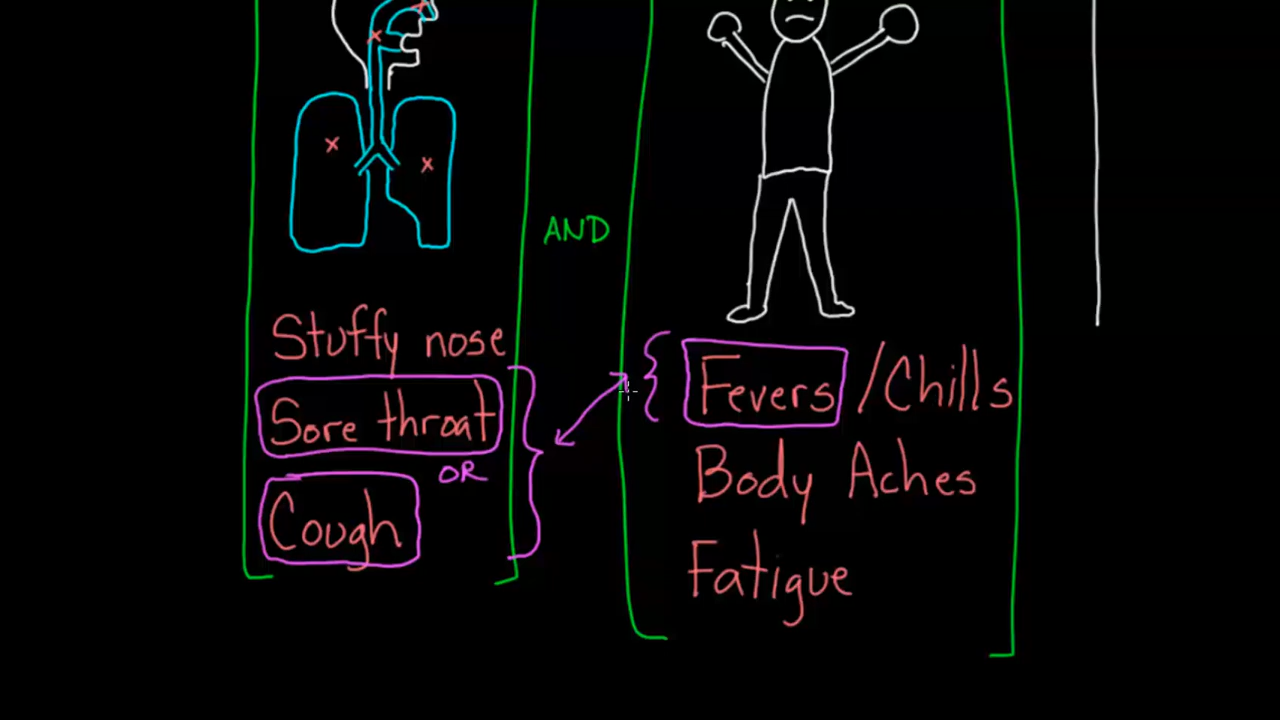 AND
Stuffy nose
Sore throat
OR
Cough
Fevers /Chills
Body Aches
Fatigue